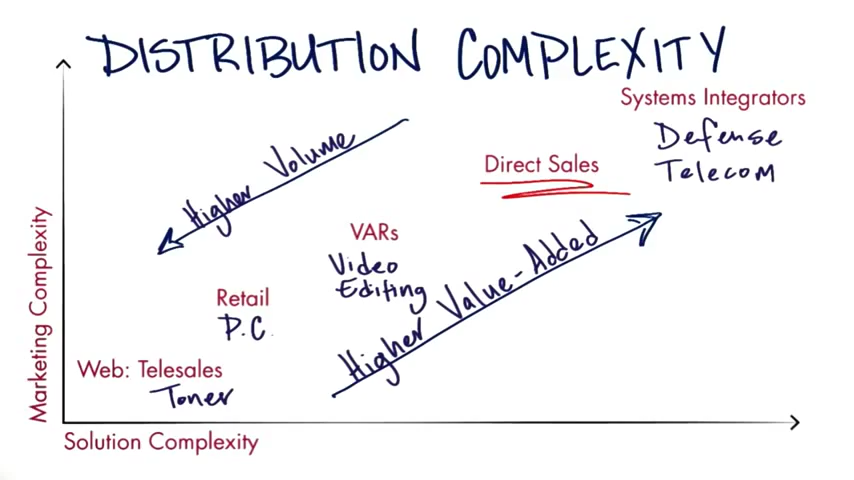 DISTRIBUTION COMPLEXITY
Systems Integrators
Defense
Telecom
Direct Sales
Higher Volume
VARs
Video
Editing
Higher Value-Added
Retail
P.C.
Web: Telesales
Toner
Marketing Complexity
Solution Complexity